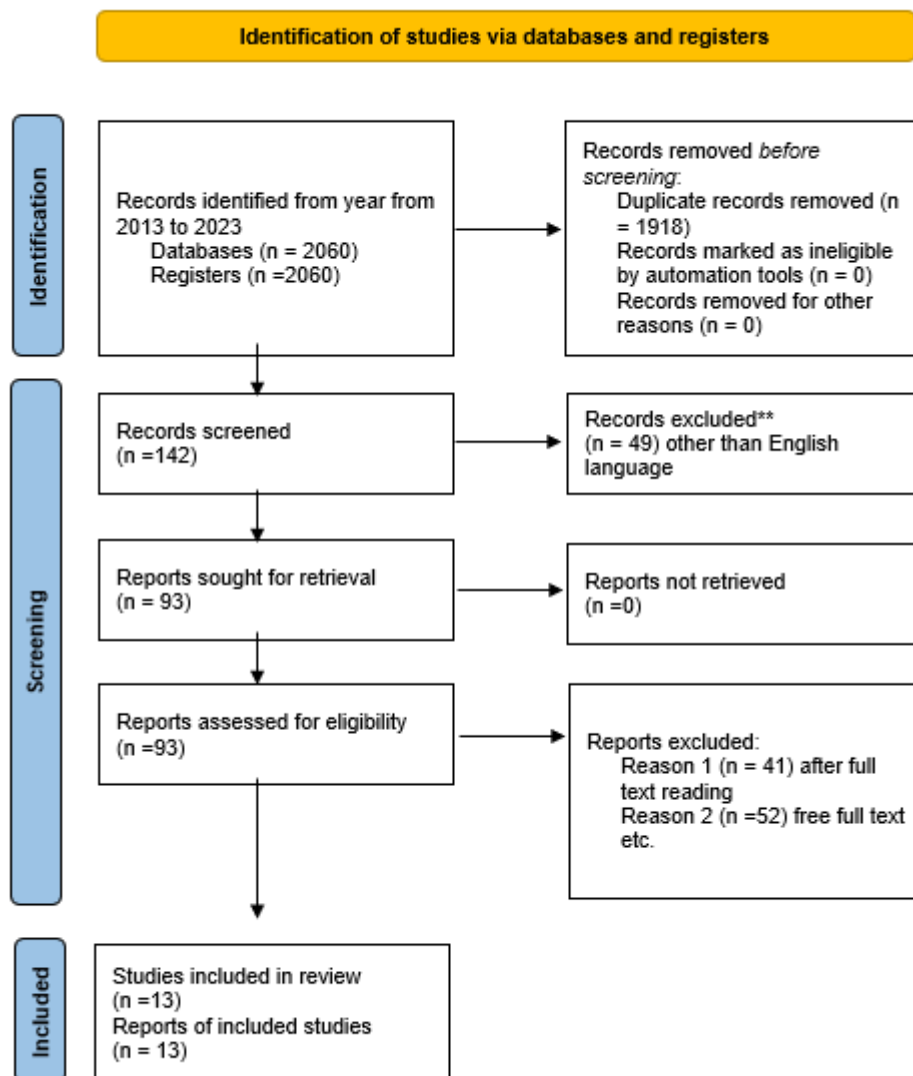 Identification of studies via databases and registers
Identification
Records identified from year from
2013 to 2023
Databases (n = 2060)
Registers (n =2060)
Records removed before
screening:
Duplicate records removed (n
= 1918)
Records marked as ineligible
by automation tools (n = 0)
Records removed for other
reasons (n = 0)
Screening
Records screened
(n =142)
Records excluded**
(n = 49) other than English
language
Reports sought for retrieval
(n = 93)
Reports not retrieved
(n =0)
Reports assessed for eligibility
(n =93)
Reports excluded:
Reason 1 (n = 41) after full
text reading
Reason 2 (n =52) free full text
etc.
Included
Studies included in review
(n =13)
Reports of included studies
(n = 13)